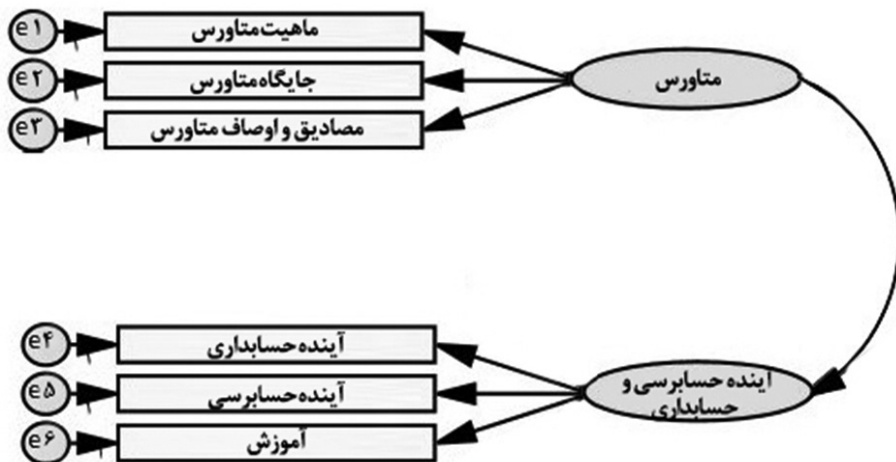 e۱
ماهیت متاورس
e۲
جایگاه متاورس
متاورس
e۳
مصادیق و اوصاف متاورس
e۴
آینده حسابداری
e۵
آینده حسابرسی
آینده حسابرسی و
حسابداری
e۶
آموزش